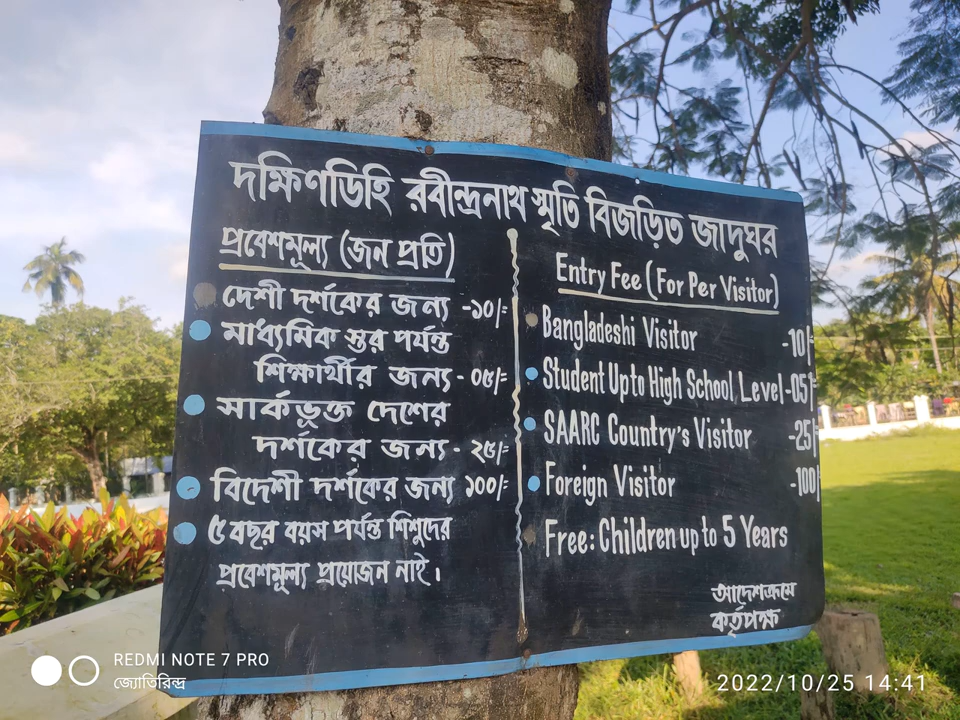 দক্ষিণডিহি রবীন্দ্রনাথ স্মৃতি বিজড়িত জাদুঘর
প্রবেশমূল্য (জন প্রতি)
দেশী দর্শকের জন্য -১০/=
মাধ্যমিক স্তর পর্যন্ত
শিক্ষার্থীর জন্য - ০৫/=
সার্কভূক্ত দেশের
দর্শকের জন্য - ২৫/=
বিদেশী দর্শকের জন্য ১০০/=
৫ বছর বয়স পর্যন্ত শিশুদের
প্রবেশমূল্য প্রয়োজন নাই।
Entry Fee (For Per Visitor)
Bangladeshi Visitor -10/=
Student Upto High School Level -05/=
SAARC Country's Visitor -25/=
Foreign Visitor -100/
Free: Children up to 5 Years
আদেশক্রমে
কর্তৃপক্ষ
REDMI NOTE 7 PRO
জ্যোতিরিন্দ্র
2022/10/25 14:41